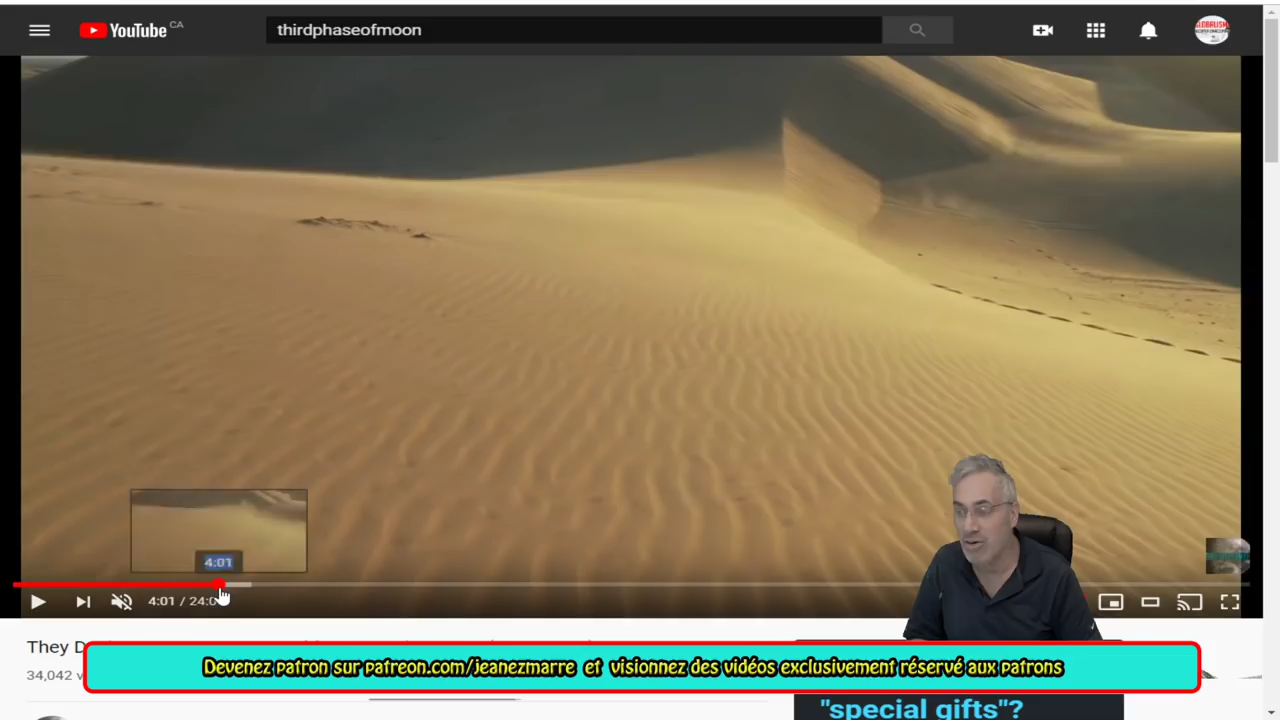 YouTube CA
thirdphaseofmoon
4:01
4:01 / 24:0
They D
34,042 v
Devenez patron sur patreon.com/jeanezmarre et visionnez des vidéos exclusivement réservé aux patrons
"special gifts"?